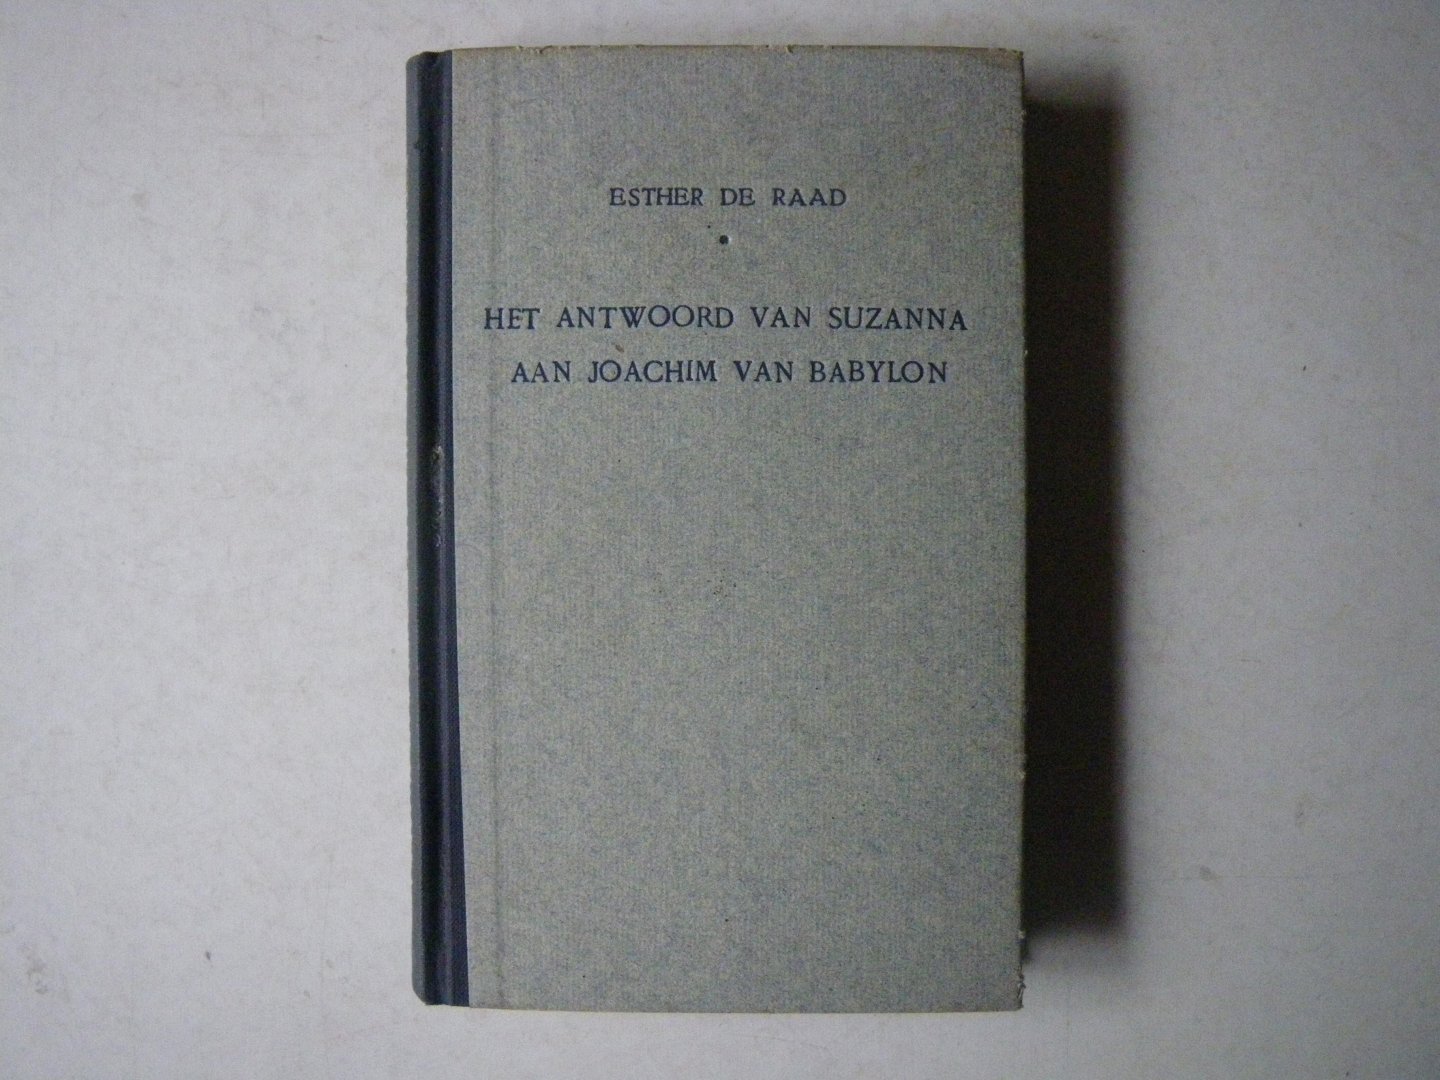 ESTHER DE RAAD
•
HET ANTWOORD VAN SUZANNA
AAN JOACHIM VAN BABYLON